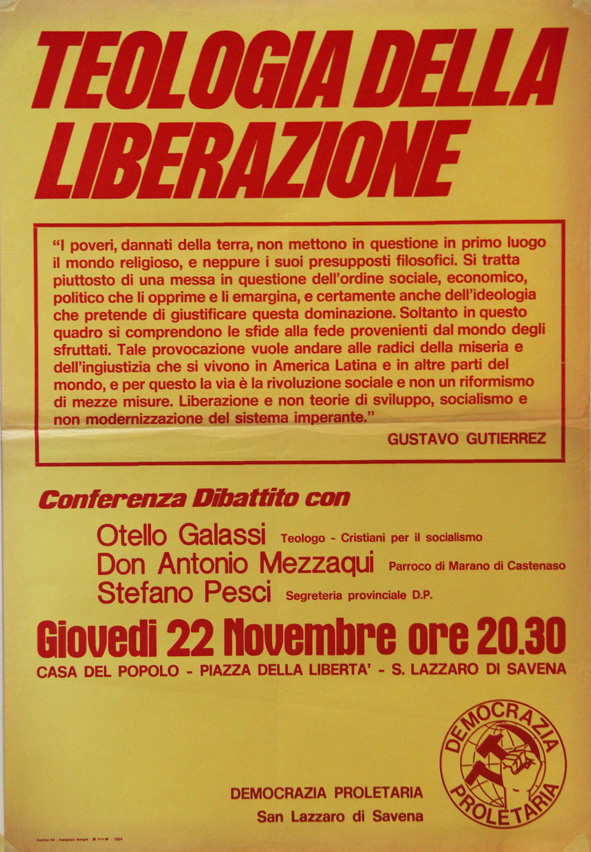 TEOLOGIA DELLA
LIBERAZIONE
“I poveri, dannati della terra, non mettono in questione in primo luogo
il mondo religioso, e neppure i suoi presupposti filosofici. Si tratta
piuttosto di una messa in questione dell'ordine sociale, economico,
politico che li opprime e li emargina, e certamente anche dell'ideologia
che pretende di giustificare questa dominazione. Soltanto in questo
quadro si comprendono le sfide alla fede provenienti dal mondo degli
sfruttati. Tale provocazione vuole andare alle radici della miseria e
dell'ingiustizia che si vivono in America Latina e in altre parti del
mondo, e per questo la via è la rivoluzione sociale e non un riformismo
di mezze misure. Liberazione e non teorie di sviluppo, socialismo e
non modernizzazione del sistema imperante.”
GUSTAVO GUTIERREZ
Conferenza Dibattito con
Otello Galassi Teologo - Cristiani per il socialismo
Don Antonio Mezzaqui Parroco di Marano di Castenaso
Stefano Pesci Segreteria provinciale D.P.
Giovedì 22 Novembre ore 20.30
CASA DEL POPOLO - PIAZZA DELLA LIBERTA' - S. LAZZARO DI SAVENA
DEMOCRAZIA
PROLETARIA
DEMOCRAZIA PROLETARIA
San Lazzaro di Savena
1984